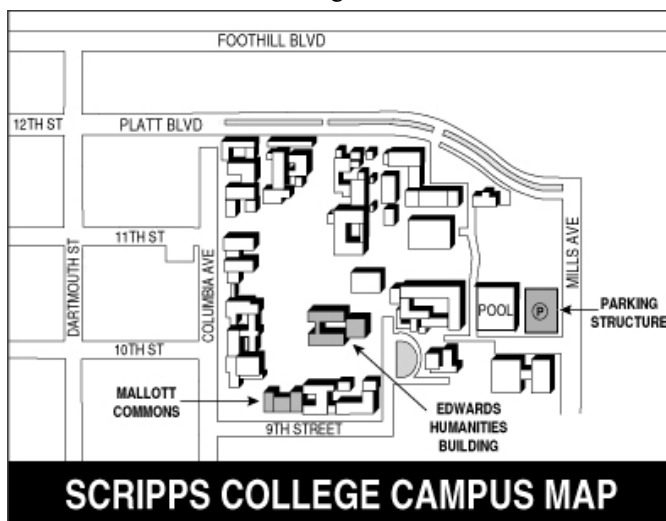 FOOTHILL BLVD
12TH ST
PLATT BLVD
11TH ST
DARTMOUTH ST
COLUMBIA AVE
MILLS AVE
POOL
P
PARKING
STRUCTURE
10TH ST
MALLOTT
COMMONS
EDWARDS
HUMANITIES
BUILDING
9TH STREET
SCRIPPS COLLEGE CAMPUS MAP